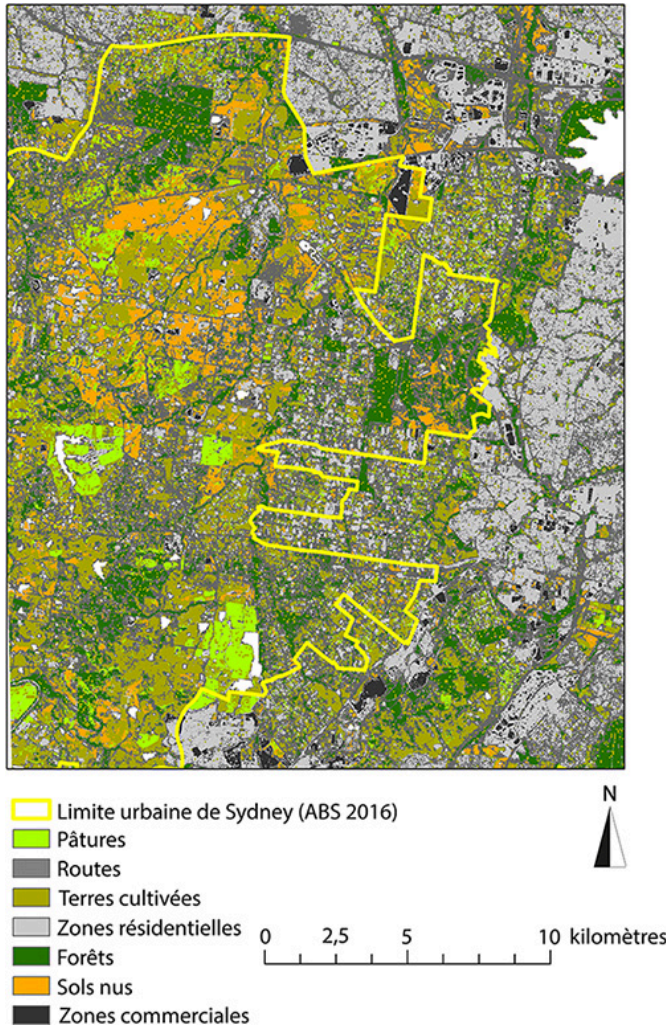 Limite urbaine de Sydney (ABS 2016)
Pâtures
Routes
Terres cultivées
Zones résidentielles
Forêts
Sols nus
Zones commerciales
N
0 2,5 5 10 kilomètres